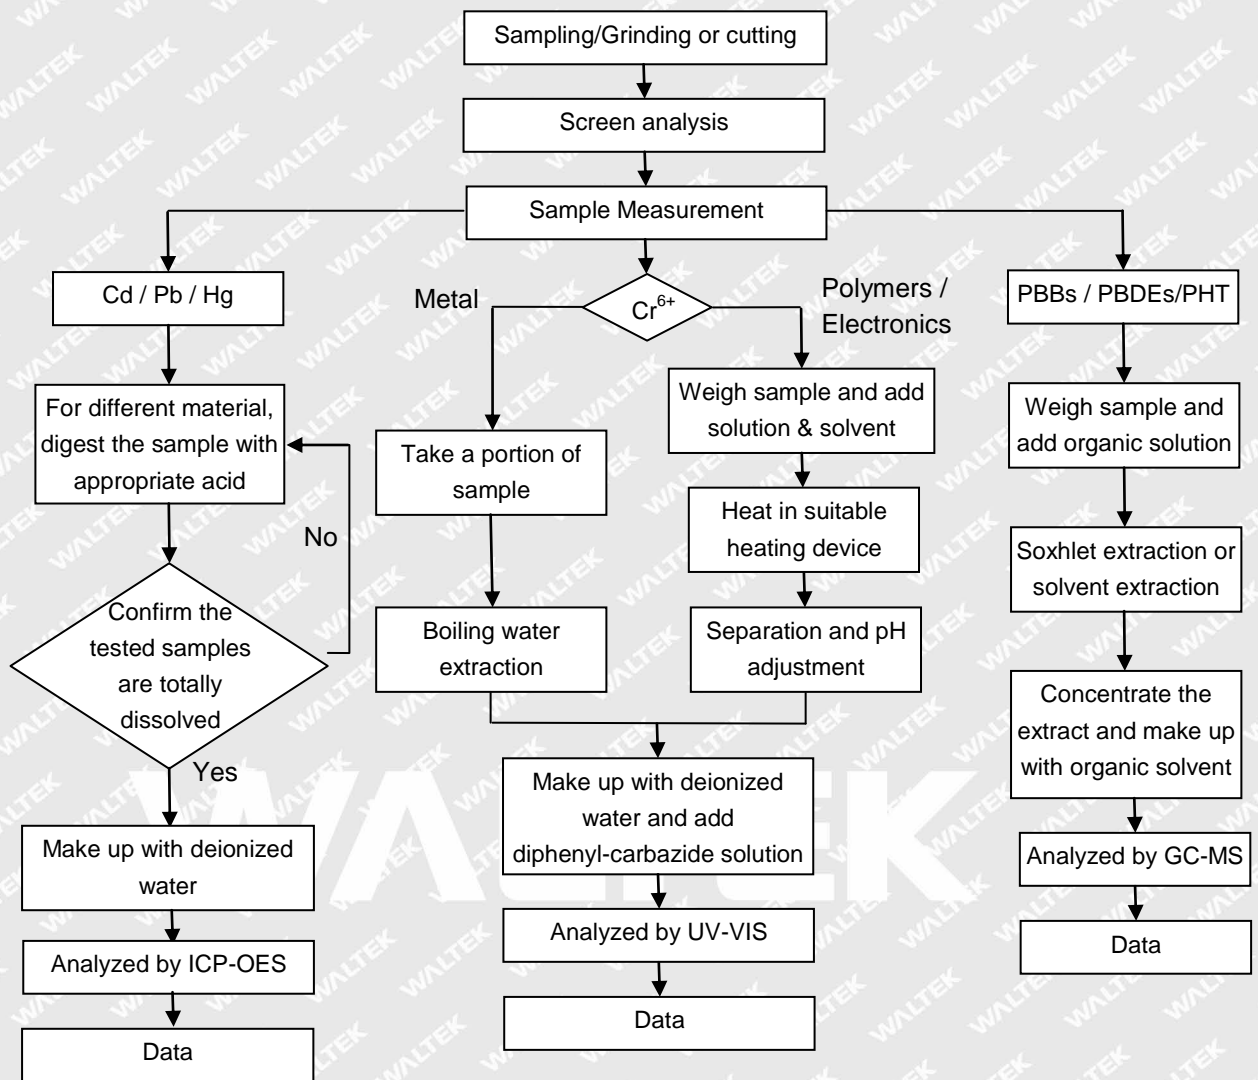 Sampling/Grinding or cutting
Screen analysis
Sample Measurement
Cd / Pb / Hg
For different material,
digest the sample with
appropriate acid
No
Confirm the
tested samples
are totally
dissolved
Yes
Make up with deionized
water
Analyzed by ICP-OES
Data
Cr6+
Metal
Take a portion of
sample
Boiling water
extraction
Polymers /
Electronics
Weigh sample and add
solution & solvent
Heat in suitable
heating device
Separation and pH
adjustment
Make up with deionized
water and add
diphenyl-carbazide solution
Analyzed by UV-VIS
Data
PBBs / PBDEs/PHT
Weigh sample and
add organic solution
Soxhlet extraction or
solvent extraction
Concentrate the
extract and make up
with organic solvent
Analyzed by GC-MS
Data
WALTEK